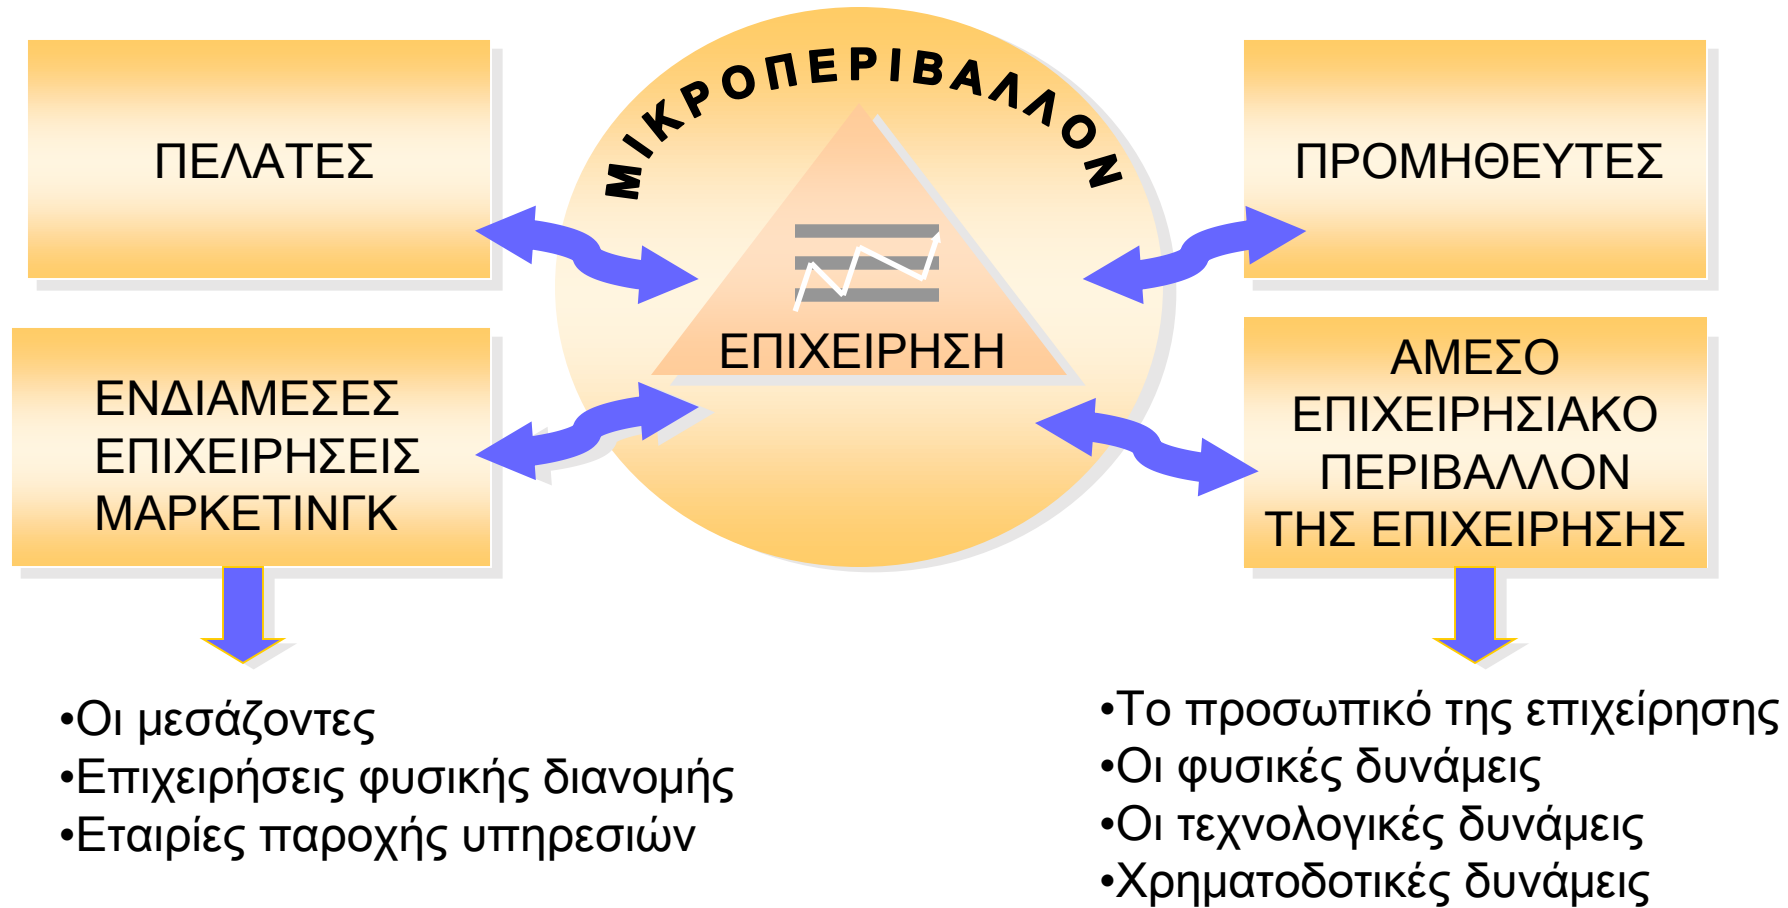 ΜΙΚΡΟΠΕΡΙΒΑΛΛΟΝ
ΠΕΛΑΤΕΣ
ΠΡΟΜΗΘΕΥΤΕΣ
ΕΠΙΧΕΙΡΗΣΗ
ΕΝΔΙΑΜΕΣΕΣ
ΕΠΙΧΕΙΡΗΣΕΙΣ
ΜΑΡΚΕΤΙΝΓΚ
ΑΜΕΣΟ
ΕΠΙΧΕΙΡΗΣΙΑΚΟ
ΠΕΡΙΒΑΛΛΟΝ
ΤΗΣ ΕΠΙΧΕΙΡΗΣΗΣ
•Οι μεσάζοντες
•Επιχειρήσεις φυσικής διανομής
•Εταιρίες παροχής υπηρεσιών
•Το προσωπικό της επιχείρησης
•Οι φυσικές δυνάμεις
•Οι τεχνολογικές δυνάμεις
•Χρηματοδοτικές δυνάμεις